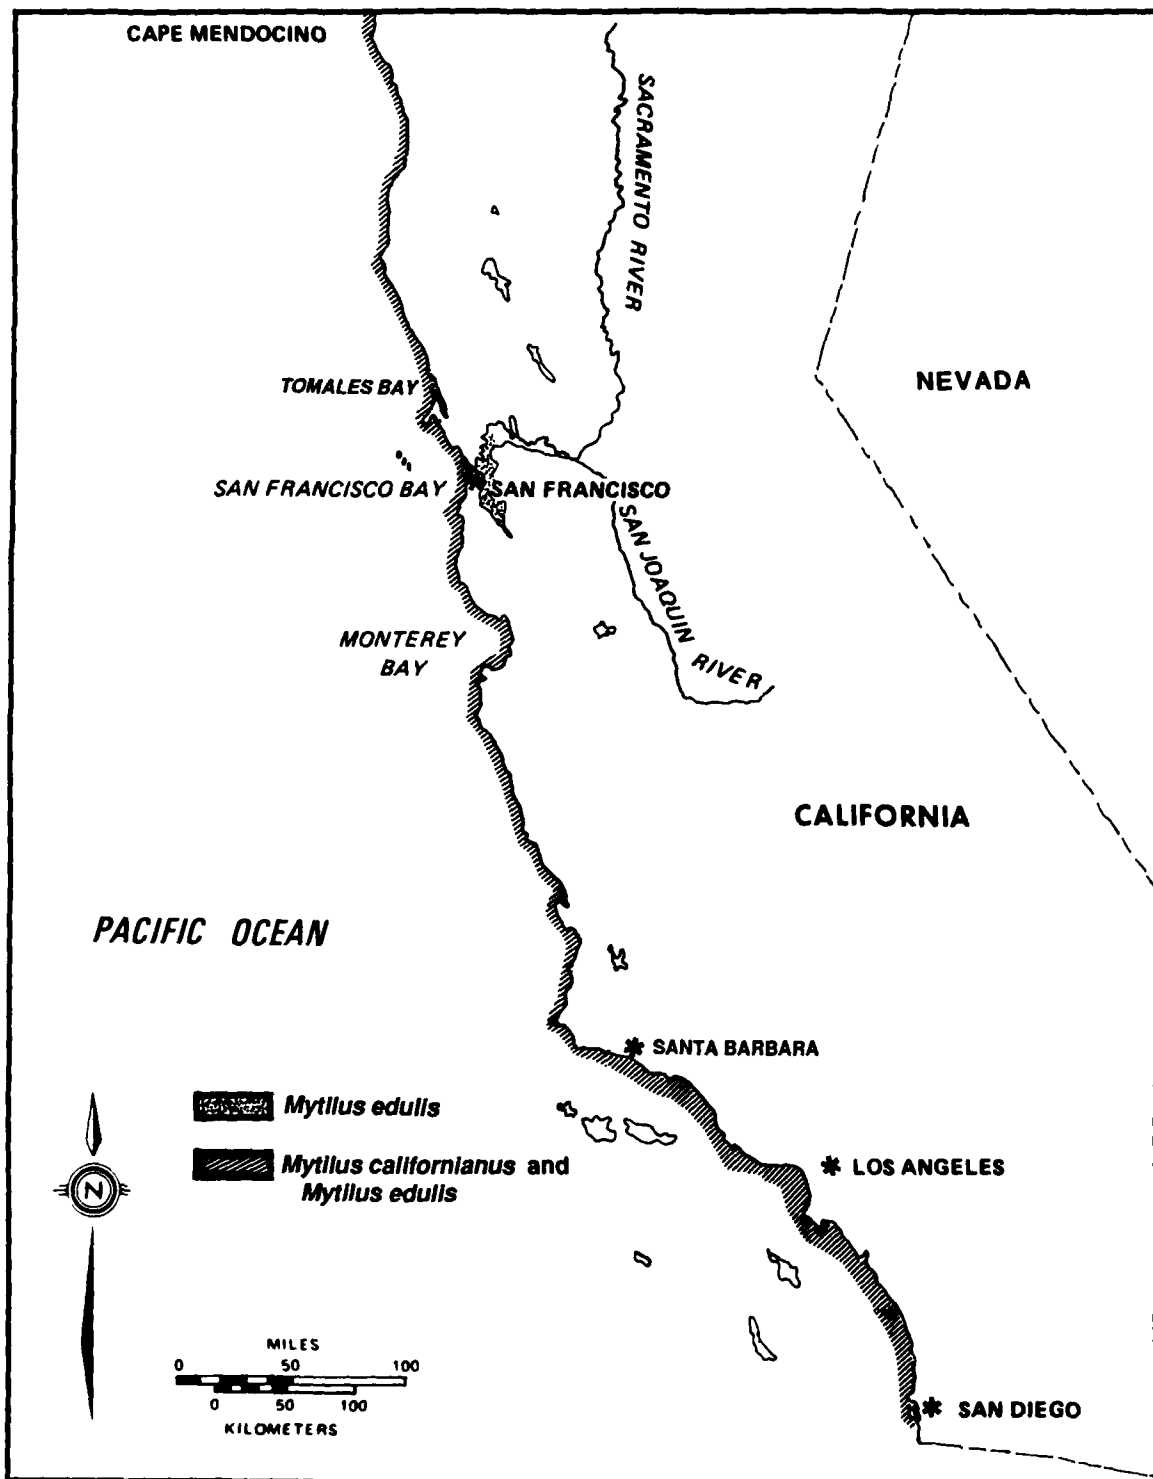 CAPE MENDOCINO
SACRAMENTO RIVER
TOMALES BAY
NEVADA
SAN FRANCISCO BAY
SAN FRANCISCO
SAN JOAQUIN RIVER
MONTEREY
BAY
CALIFORNIA
PACIFIC OCEAN
SANTA BARBARA
Mytilus edulis
Mytilus californianus and
Mytilus edulis
LOS ANGELES
N
MILES
0 50 100
0 50 100
KILOMETERS
SAN DIEGO